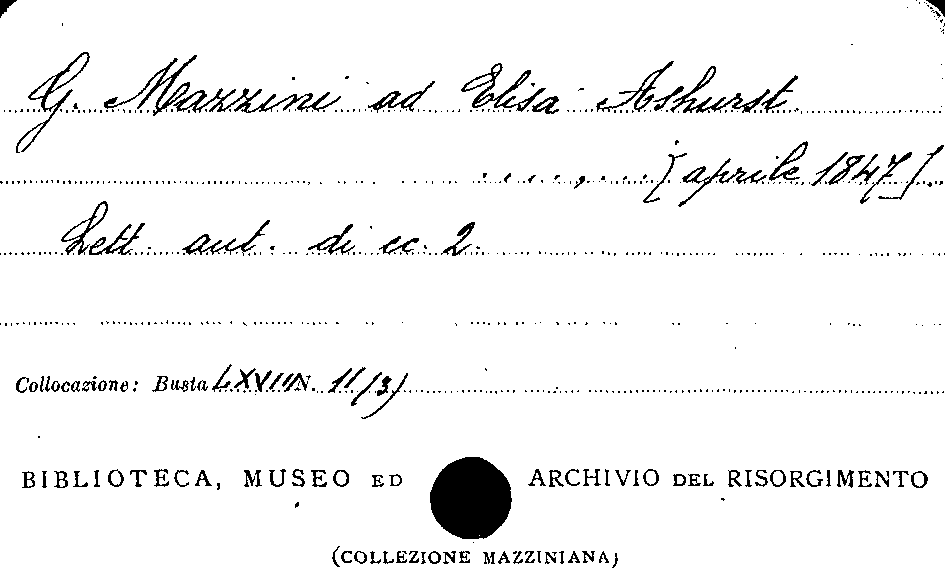 G. Mazzini ad Elisa Ashurst
....,...[aprile 1847].
Lett. aut. di cc. 2.
Collocazione: Busta LXVIII N. 11/3)
BIBLIOTECA, MUSEO ED ARCHIVIO DEL RISORGIMENTO
(COLLEZIONE MAZZINIANA)